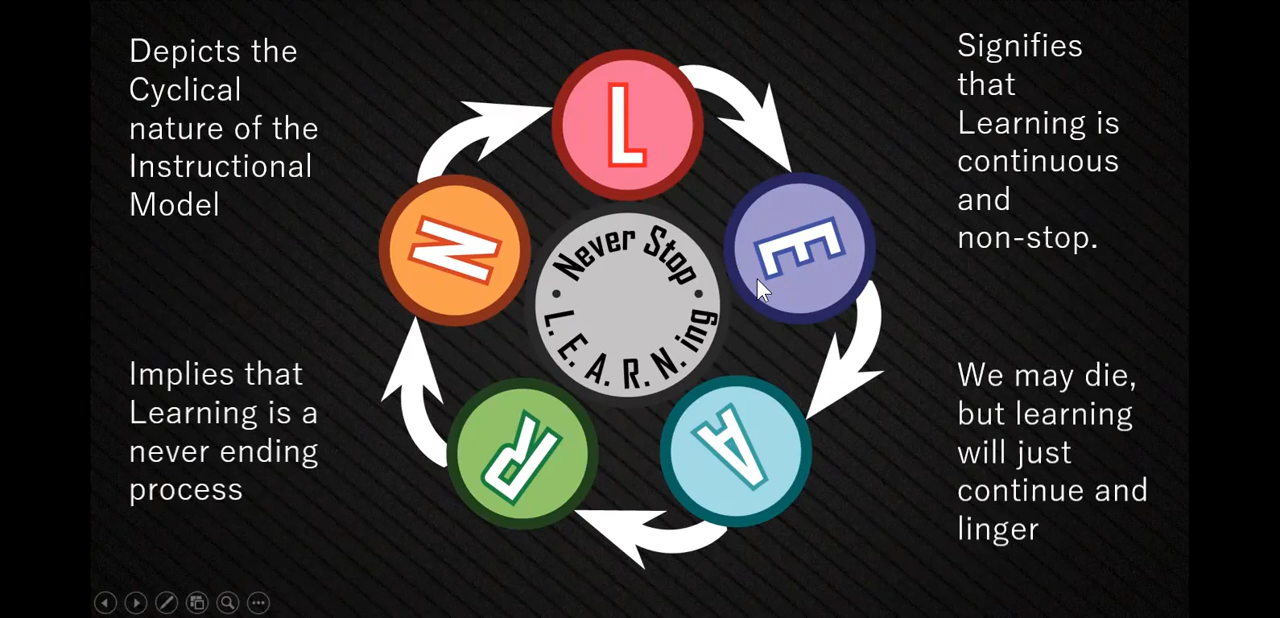 Depicts the
Cyclical
nature of the
Instructional
Model
Signifies
that
Learning is
continuous
and
non-stop.
L
E
A
R
N
Never Stop
L. E. A. R. N. ing
Implies that
Learning is a
never ending
process
We may die,
but learning
will just
continue and
linger